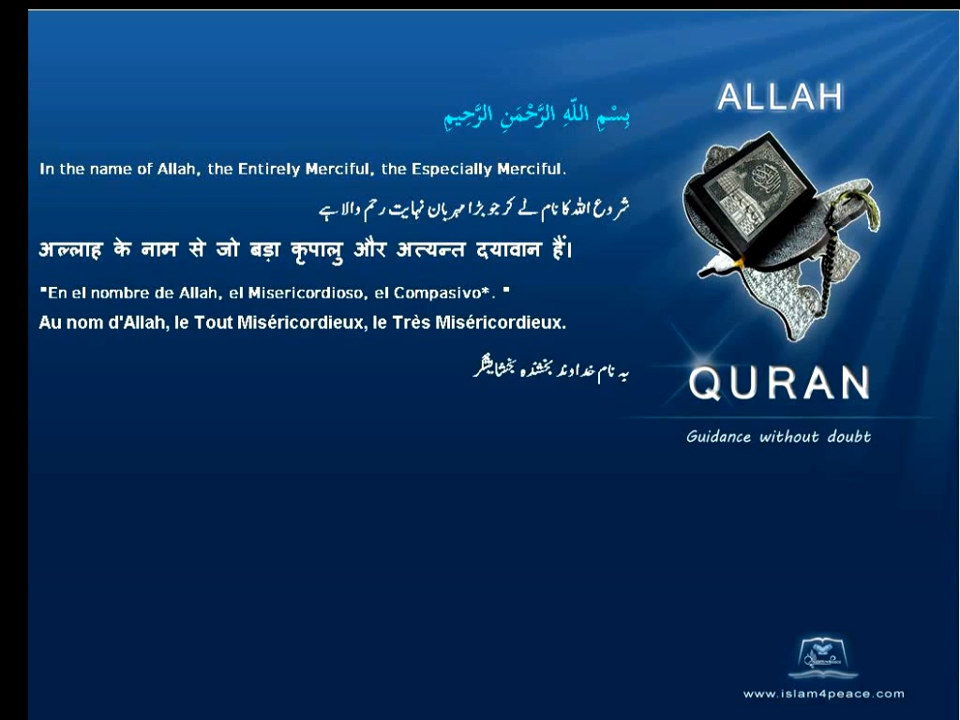 بِسْمِ اللّهِ الرَّحْمَنِ الرَّحِيمِ
In the name of Allah, the Entirely Merciful, the Especially Merciful.
شروع الله کا نام لے کر جو بڑا مہربان نہایت رحم والا ہے
अल्लाह के नाम से जो बड़ा कृपालु और अत्यन्त दयावान हैं।
"En el nombre de Allah, el Misericordioso, el Compasivo*. "
Au nom d'Allah, le Tout Miséricordieux, le Très Miséricordieux.
به نام خداوند بخشنده بخشایشگر
ALLAH
QURAN
Guidance without doubt
www.islam4peace.com